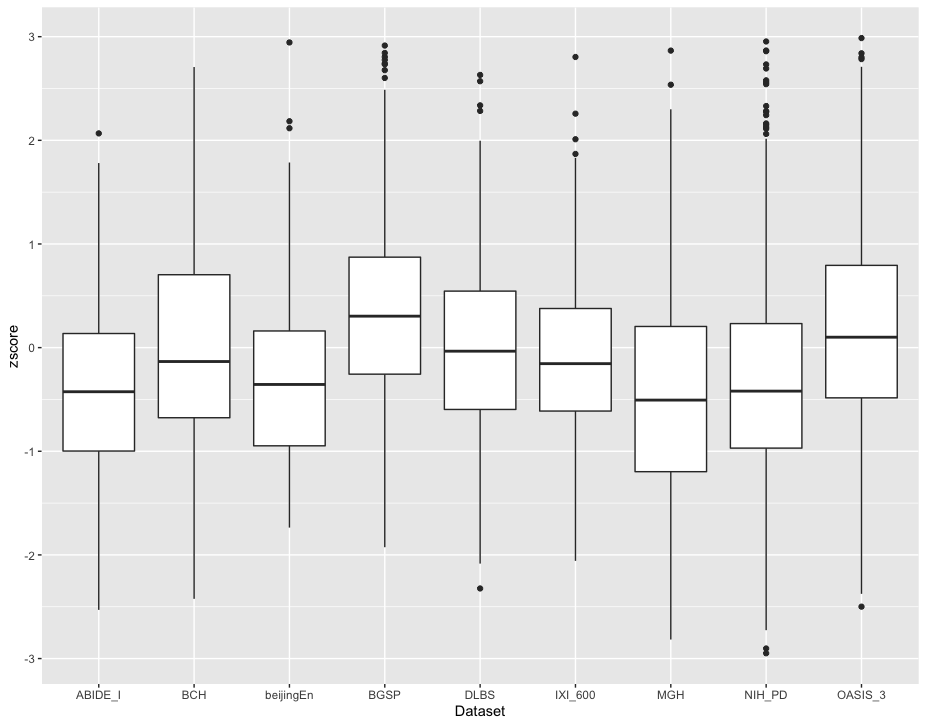 3
2
1
0
-1
-2
-3
zscore
ABIDE_I BCH beijingEn BGSP DLBS IXI_600 MGH NIH_PD OASIS_3
Dataset